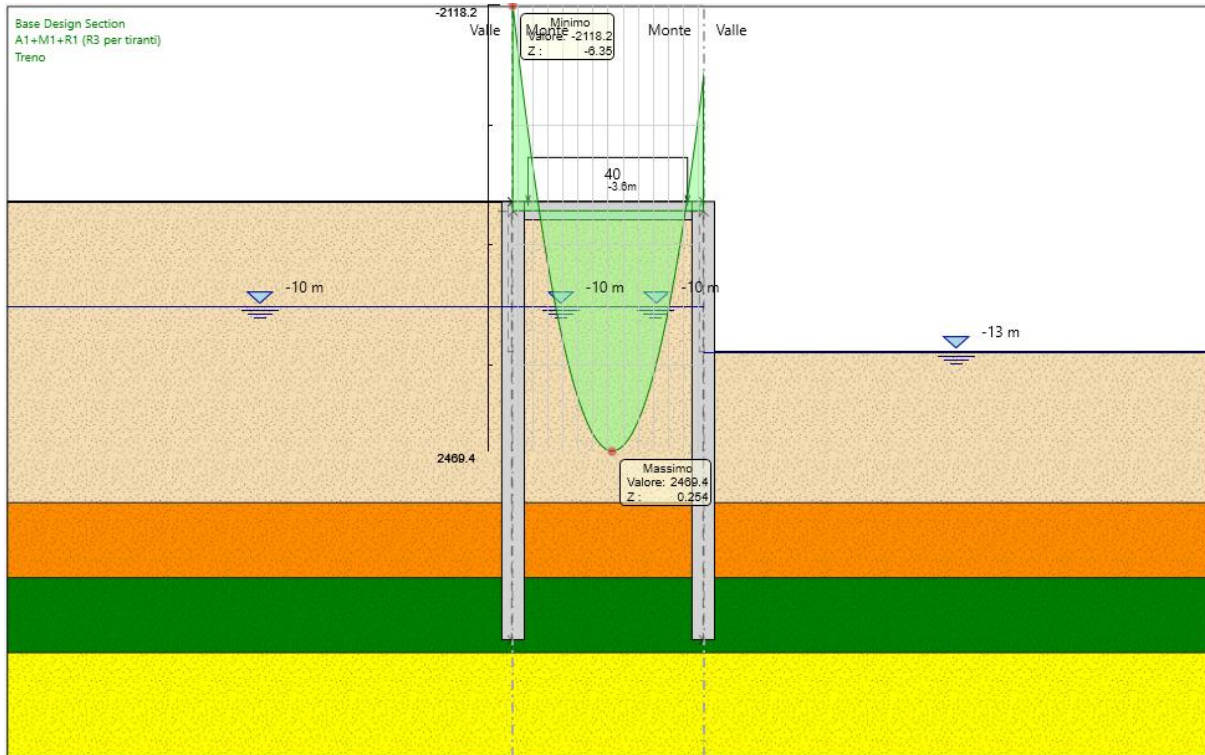 -2118.2
Base Design Section
A1+M1+R1 (R3 per tiranti)
Treno
Valle
Monte
Monte
Valle
Minimo
Valore: -2118.2
Z : -6.35
40
-3.6m
-10 m
-10 m
-10 m
-13 m
2469.4
Massimo
Valore: 2469.4
Z : 0.254